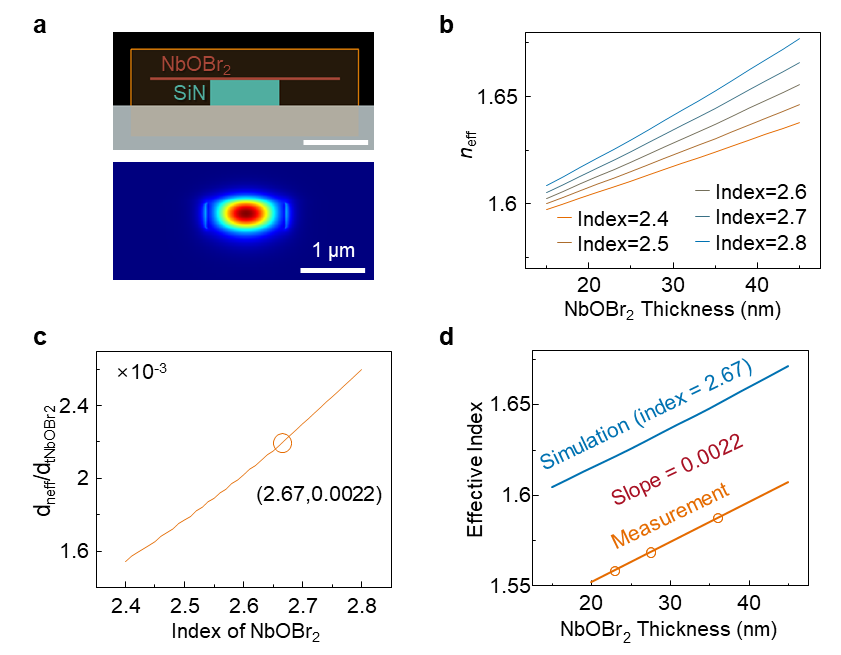 a
NbOBr₂
SiN
1 μm
b
n_eff
1.65
1.6
Index=2.4
Index=2.5
Index=2.6
Index=2.7
Index=2.8
20
30
40
NbOBr₂ Thickness (nm)
c
×10⁻³
d_neff/d_tNbOBr2
2.4
2
1.6
(2.67,0.0022)
2.4
2.5
2.6
2.7
2.8
Index of NbOBr₂
d
Effective Index
1.65
1.6
1.55
Simulation (index = 2.67)
Slope = 0.0022
Measurement
20
30
40
NbOBr₂ Thickness (nm)